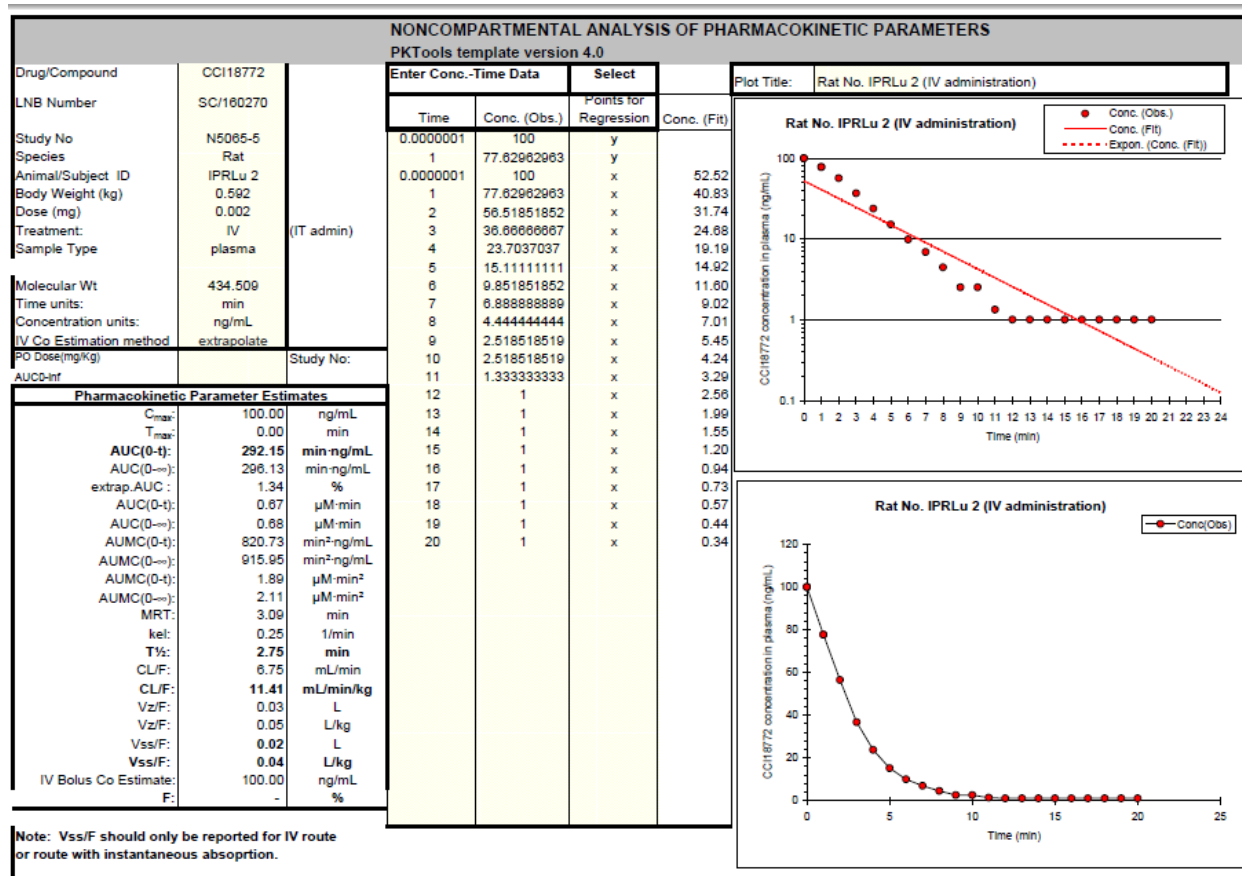 NONCOMPARTMENTAL ANALYSIS OF PHARMACOKINETIC PARAMETERS
PKTools template version 4.0
Drug/Compound CCI18772
LNB Number SC/160270
Study No N5065-5
Species Rat
Animal/Subject ID IPRLu 2
Body Weight (kg) 0.592
Dose (mg) 0.002
Treatment: IV (IT admin)
Sample Type plasma
Molecular Wt 434.509
Time units: min
Concentration units: ng/mL
IV Co Estimation method extrapolate
PO Dose(mg/Kg) Study No:
AUC0-inf
Pharmacokinetic Parameter Estimates
Cmax: 100.00 ng/mL
Tmax: 0.00 min
AUC(0-t): 292.15 min·ng/mL
AUC(0-∞): 296.13 min·ng/mL
extrap.AUC : 1.34 %
AUC(0-t): 0.67 µM·min
AUC(0-∞): 0.68 µM·min
AUMC(0-t): 820.73 min²·ng/mL
AUMC(0-∞): 915.95 min²·ng/mL
AUMC(0-t): 1.89 µM·min²
AUMC(0-∞): 2.11 µM·min²
MRT: 3.09 min
kel: 0.25 1/min
T½: 2.75 min
CL/F: 6.75 mL/min
CL/F: 11.41 mL/min/kg
Vz/F: 0.03 L
Vz/F: 0.05 L/kg
Vss/F: 0.02 L
Vss/F: 0.04 L/kg
IV Bolus Co Estimate: 100.00 ng/mL
F: - %
Note: Vss/F should only be reported for IV route
or route with instantaneous absoprtion.
Enter Conc.-Time Data Select
Points for
Time Conc. (Obs.) Regression Conc. (Fit)
0.0000001 100 y
1 77.62962963 y
0.0000001 100 x 52.52
1 77.62962963 x 40.83
2 56.51851852 x 31.74
3 36.66666667 x 24.68
4 23.7037037 x 19.19
5 15.11111111 x 14.92
6 9.851851852 x 11.60
7 6.888888889 x 9.02
8 4.444444444 x 7.01
9 2.518518519 x 5.45
10 2.518518519 x 4.24
11 1.333333333 x 3.29
12 1 x 2.56
13 1 x 1.99
14 1 x 1.55
15 1 x 1.20
16 1 x 0.94
17 1 x 0.73
18 1 x 0.57
19 1 x 0.44
20 1 x 0.34
Plot Title: Rat No. IPRLu 2 (IV administration)
Rat No. IPRLu 2 (IV administration)
Conc. (Obs.)
Conc. (Fit)
Expon. (Conc. (Fit))
CCI18772 concentration in plasma (ng/mL)
100
10
1
0.1
0 1 2 3 4 5 6 7 8 9 10 11 12 13 14 15 16 17 18 19 20 21 22 23 24
Time (min)
Rat No. IPRLu 2 (IV administration)
Conc(Obs)
CCI18772 concentration in plasma (ng/mL)
120
100
80
60
40
20
0
0 5 10 15 20 25
Time (min)